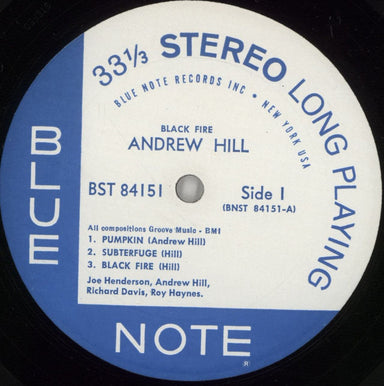 33⅓ STEREO LONG PLAYING
BLUE NOTE RECORDS INC • NEW YORK USA
BLACK FIRE
ANDREW HILL
BST 84151
Side 1
(BNST 84151-A)
All compositions Groove Music - BMI
1. PUMPKIN (Andrew Hill)
2. SUBTERFUGE (Hill)
3. BLACK FIRE (Hill)
Joe Henderson, Andrew Hill,
Richard Davis, Roy Haynes.
BLUE
NOTE
(R)